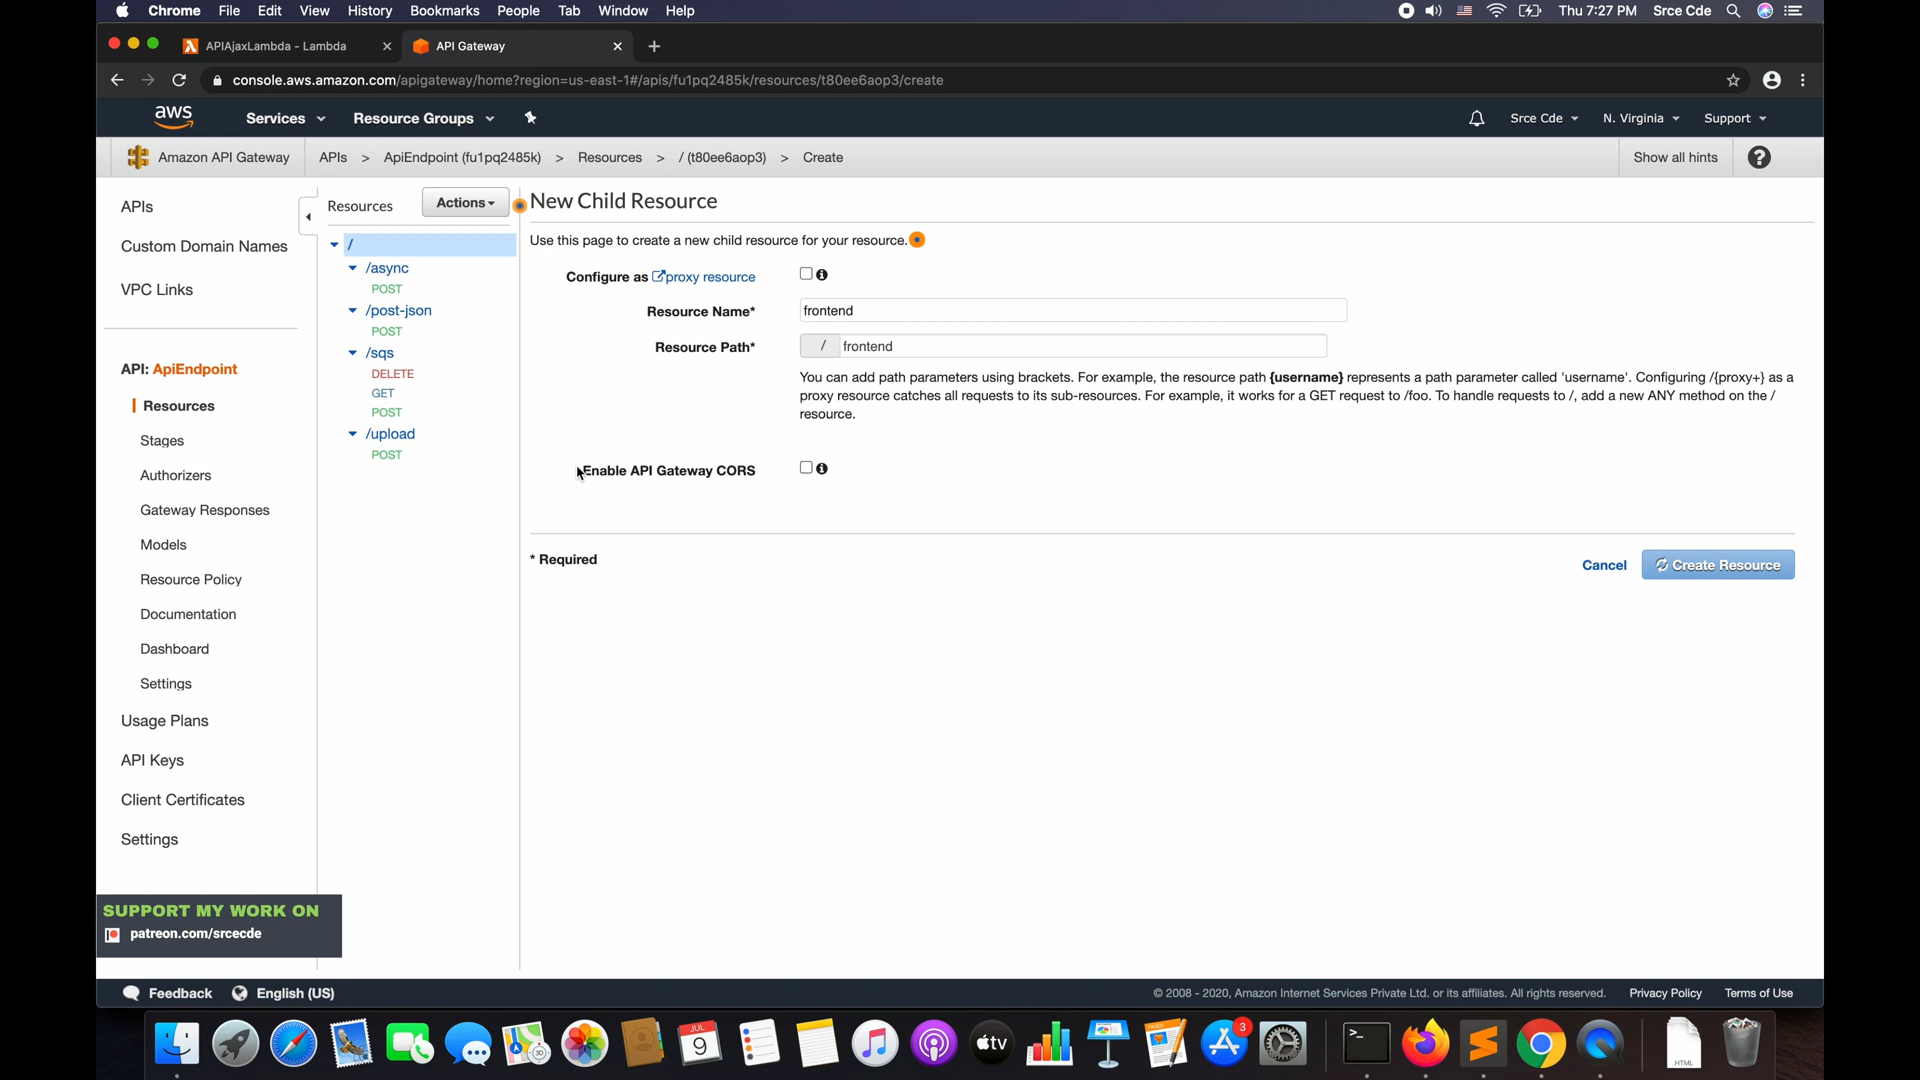 Chrome File Edit View History Bookmarks People Tab Window Help Thu 7:27 PM Srce Cde
APIAjaxLambda - Lambda API Gateway
console.aws.amazon.com/apigateway/home?region=us-east-1#/apis/fu1pq2485k/resources/t80ee6aop3/create
aws Services Resource Groups Srce Cde N. Virginia Support
Amazon API Gateway APIs > ApiEndpoint (fu1pq2485k) > Resources > / (t80ee6aop3) > Create Show all hints ?
APIs
Custom Domain Names
VPC Links
API: ApiEndpoint
Resources
Stages
Authorizers
Gateway Responses
Models
Resource Policy
Documentation
Dashboard
Settings
Usage Plans
API Keys
Client Certificates
Settings
Resources Actions
/
/async
POST
/post-json
POST
/sqs
DELETE
GET
POST
/upload
POST
New Child Resource
Use this page to create a new child resource for your resource.
Configure as proxy resource
Resource Name* frontend
Resource Path* / frontend
You can add path parameters using brackets. For example, the resource path {username} represents a path parameter called 'username'. Configuring /{proxy+} as a
proxy resource catches all requests to its sub-resources. For example, it works for a GET request to /foo. To handle requests to /, add a new ANY method on the /
resource.
Enable API Gateway CORS
* Required
Cancel Create Resource
SUPPORT MY WORK ON
patreon.com/srcecde
Feedback English (US) © 2008 - 2020, Amazon Internet Services Private Ltd. or its affiliates. All rights reserved. Privacy Policy Terms of Use
JUL
9
3D
tv
PAGES
3
>_
HTML